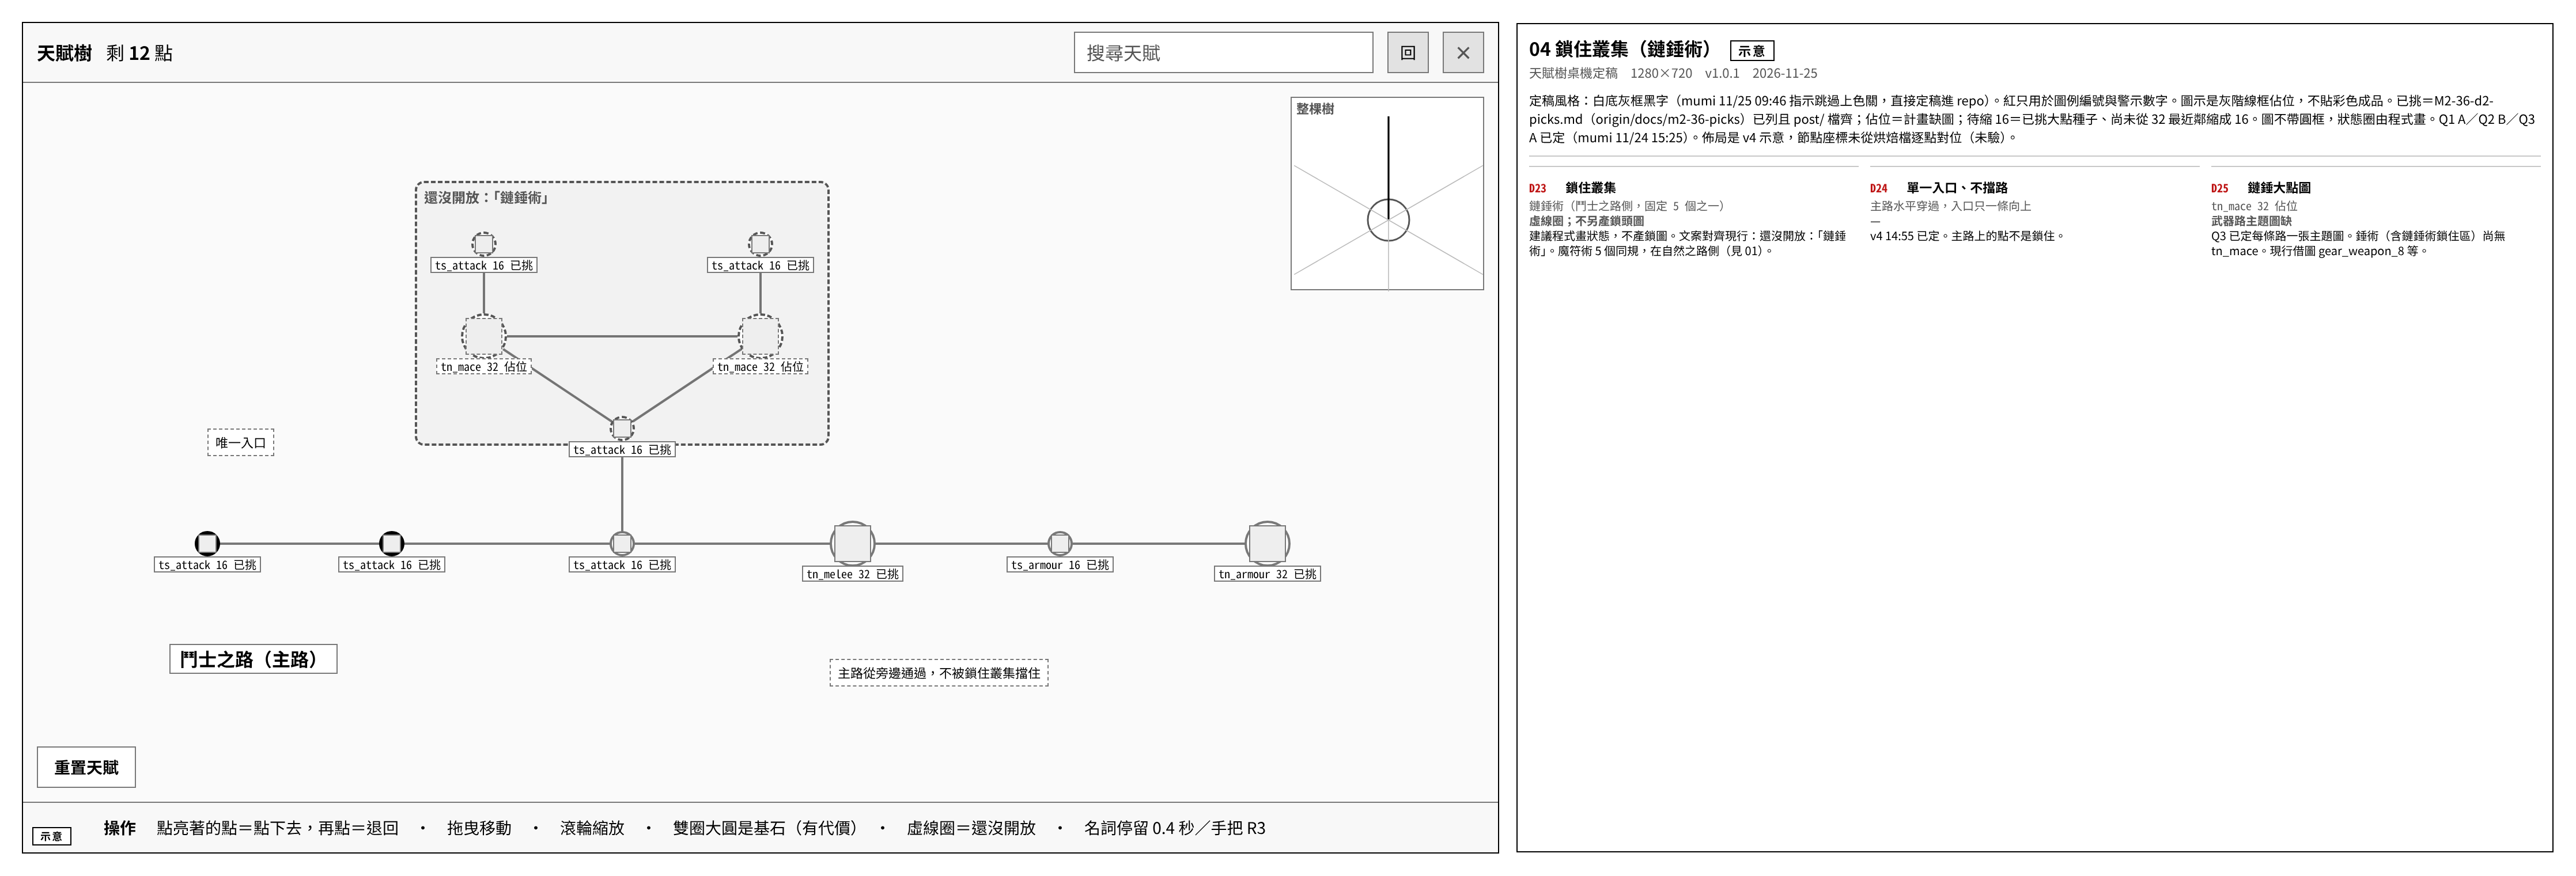 天賦樹 剩 12 點
搜尋天賦
回
×
整棵樹
還沒開放：「鏈錘術」
ts_attack 16 已挑
ts_attack 16 已挑
tn_mace 32 佔位
tn_mace 32 佔位
唯一入口
ts_attack 16 已挑
ts_attack 16 已挑
ts_attack 16 已挑
ts_attack 16 已挑
tn_melee 32 已挑
ts_armour 16 已挑
tn_armour 32 已挑
鬥士之路（主路）
主路從旁邊通過，不被鎖住叢集擋住
重置天賦
示意
操作 點亮著的點＝點下去，再點＝退回 • 拖曳移動 • 滾輪縮放 • 雙圈大圓是基石（有代價） • 虛線圈＝還沒開放 • 名詞停留 0.4 秒／手把 R3
04 鎖住叢集（鏈錘術） 示意
天賦樹桌機定稿 1280×720 v1.0.1 2026-11-25
定稿風格：白底灰框黑字（mumi 11/25 09:46 指示跳過上色關，直接定稿進 repo）。紅只用於圖例編號與警示數字。圖示是灰階線框佔位，不貼彩色成品。已挑＝M2-36-d2-
picks.md（origin/docs/m2-36-picks）已列且 post/ 檔齊；佔位＝計畫缺圖；待縮 16＝已挑大點種子、尚未從 32 最近鄰縮成 16。圖不帶圓框，狀態圈由程式畫。Q1 A／Q2 B／Q3
A 已定（mumi 11/24 15:25）。佈局是 v4 示意，節點座標未從烘焙檔逐點對位（未驗）。
D23 鎖住叢集
鏈錘術（鬥士之路側，固定 5 個之一）
虛線圈；不另產鎖頭圖
建議程式畫狀態，不產鎖圖。文案對齊現行：還沒開放：「鏈錘
術」。魔符術 5 個同規，在自然之路側（見 01）。
D24 單一入口、不擋路
主路水平穿過，入口只一條向上
—
v4 14:55 已定。主路上的點不是鎖住。
D25 鏈錘大點圖
tn_mace 32 佔位
武器路主題圖缺
Q3 已定每條路一張主題圖。錘術（含鏈錘術鎖住區）尚無
tn_mace。現行借圖 gear_weapon_8 等。